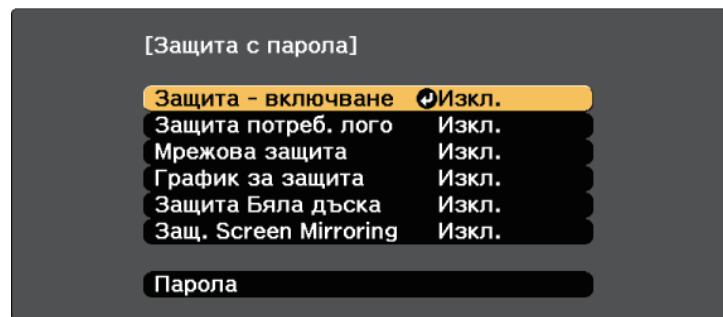 [Защита с парола]
Защита - включване Изкл.
Защита потреб. лого Изкл.
Мрежова защита Изкл.
График за защита Изкл.
Защита Бяла дъска Изкл.
Защ. Screen Mirroring Изкл.
Парола